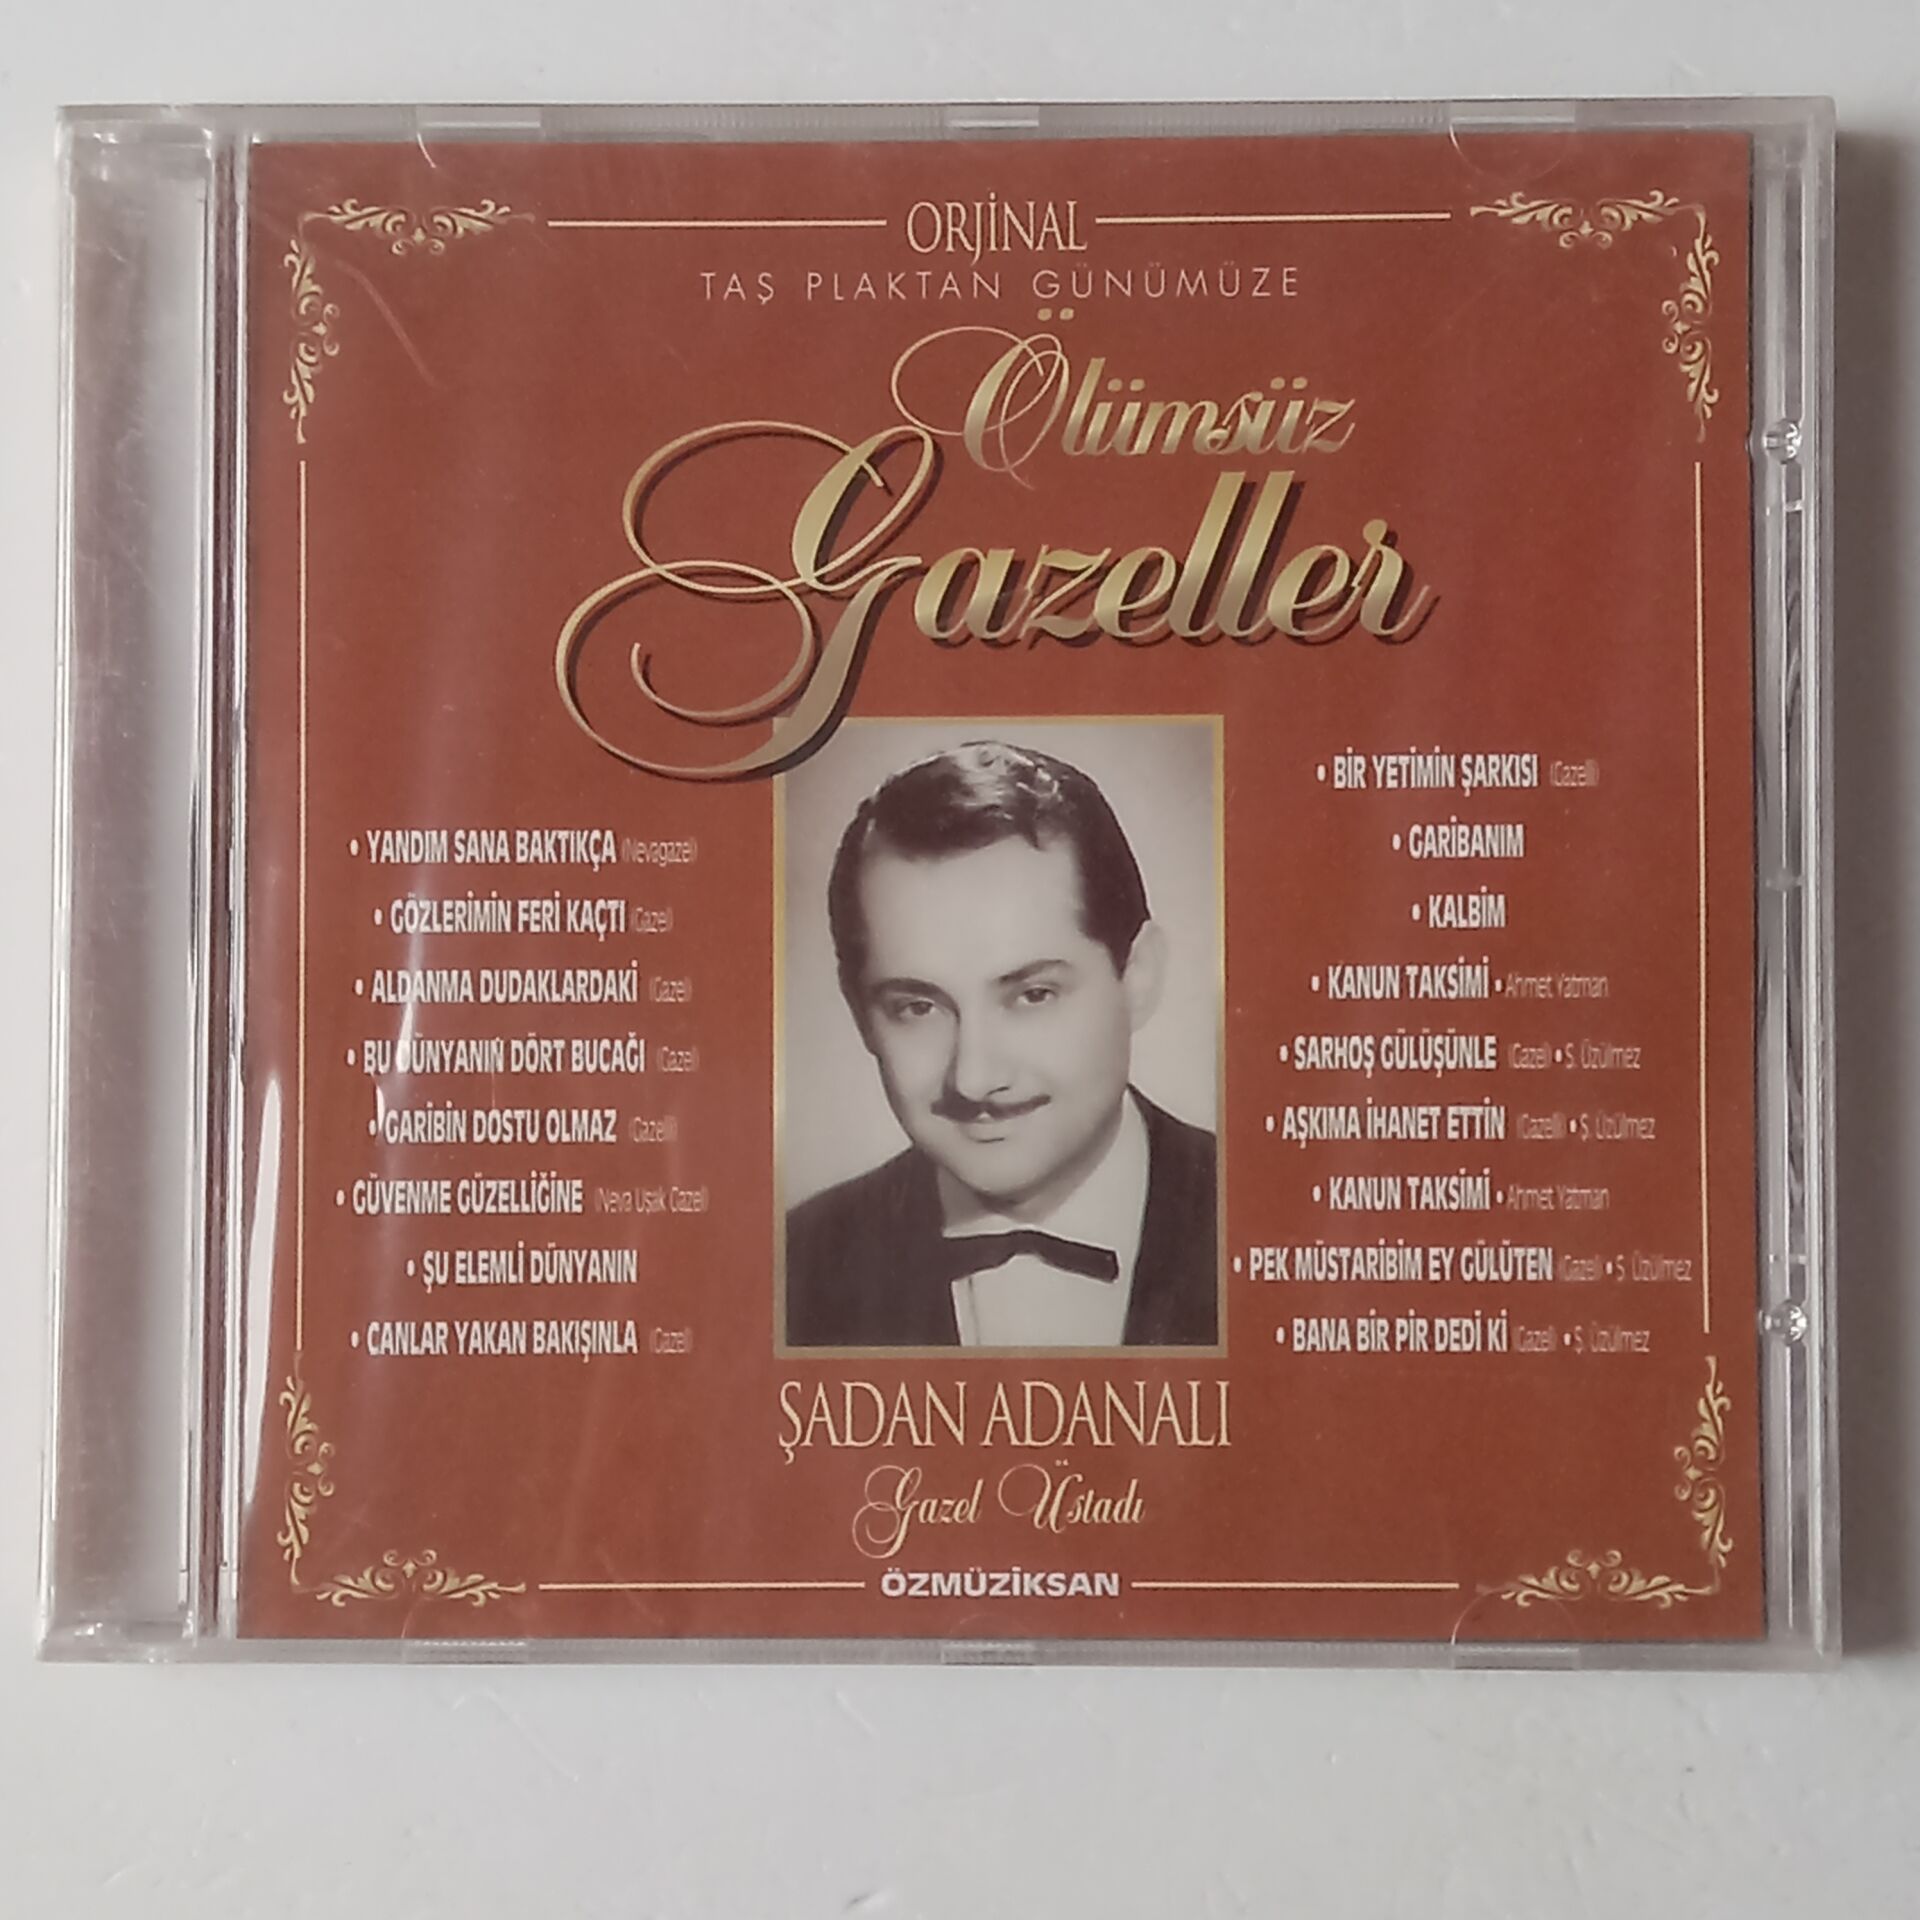 ORJİNAL
TAŞ PLAKTAN GÜNÜMÜZE
Ölümsüz
Gazeller
• YANDIM SANA BAKTIKÇA (Nevagazel)
• GÖZLERİMİN FERİ KAÇTI (Gazel)
• ALDANMA DUDAKLARDAKİ (Gazel)
• BU DÜNYANIN DÖRT BUCAĞI (Gazel)
• GARİBİN DOSTU OLMAZ (Gazell)
• GÜVENME GÜZELLİĞİNE (Neva Uşak Gazel)
• ŞU ELEMLİ DÜNYANIN
• CANLAR YAKAN BAKIŞINLA (Gazel)
• BİR YETİMİN ŞARKISI (Gazell)
• GARİBANIM
• KALBİM
• KANUN TAKSİMİ • Ahmet Yatman
• SARHOŞ GÜLÜŞÜNLE (Gazel) • Ş. Üzülmez
• AŞKIMA İHANET ETTİN (Gazell) • Ş. Üzülmez
• KANUN TAKSİMİ • Ahmet Yatman
• PEK MÜSTARİBİM EY GÜLÜTEN (Gazel) • Ş. Üzülmez
• BANA BİR PİR DEDİ Kİ (Gazel) • Ş. Üzülmez
ŞADAN ADANALI
Gazel Üstadı
ÖZMÜZİKSAN